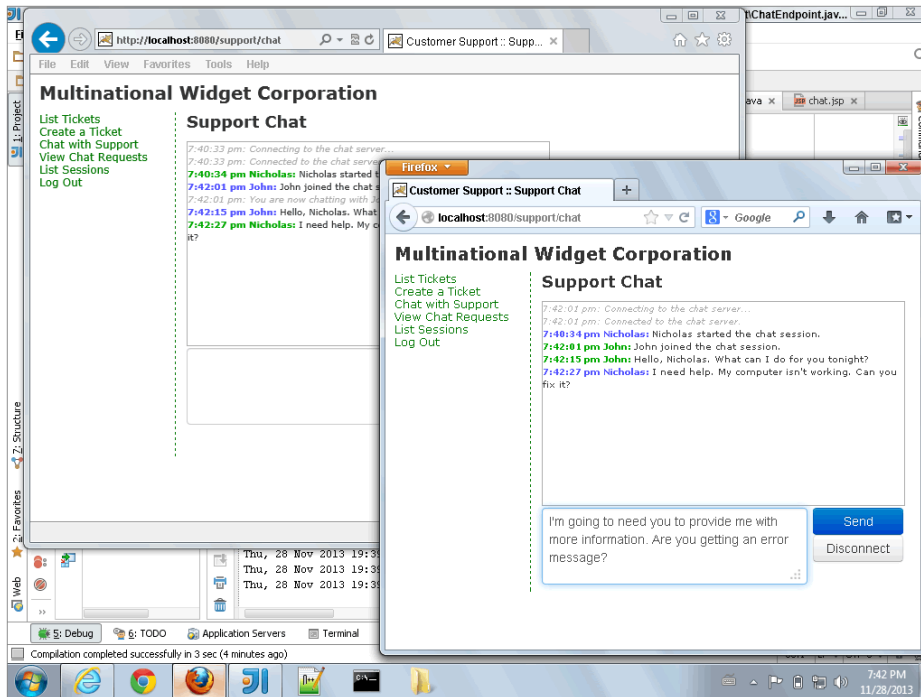 t\ChatEndpoint.jav...
http://localhost:8080/support/chat
Customer Support :: Supp...
File Edit View Favorites Tools Help
Multinational Widget Corporation
List Tickets
Create a Ticket
Chat with Support
View Chat Requests
List Sessions
Log Out
Support Chat
7:40:33 pm: Connecting to the chat server...
7:40:33 pm: Connected to the chat server
7:40:34 pm Nicholas: Nicholas started t
7:42:01 pm John: John joined the chat s
7:42:01 pm: You are now chatting with J
7:42:15 pm John: Hello, Nicholas. What
7:42:27 pm Nicholas: I need help. My c
it?
ava
chat.jsp
1: Project
Z: Structure
2: Favorites
Web
Firefox
Customer Support :: Support Chat
localhost:8080/support/chat
Google
Multinational Widget Corporation
List Tickets
Create a Ticket
Chat with Support
View Chat Requests
List Sessions
Log Out
Support Chat
7:42:01 pm: Connecting to the chat server...
7:42:01 pm: Connected to the chat server.
7:40:34 pm Nicholas: Nicholas started the chat session.
7:42:01 pm John: John joined the chat session.
7:42:15 pm John: Hello, Nicholas. What can I do for you tonight?
7:42:27 pm Nicholas: I need help. My computer isn't working. Can you
fix it?
I'm going to need you to provide me with
more information. Are you getting an error
message?
Send
Disconnect
Thu, 28 Nov 2013 19:39
Thu, 28 Nov 2013 19:39
Thu, 28 Nov 2013 19:39
5: Debug
6: TODO
Application Servers
Terminal
Compilation completed successfully in 3 sec (4 minutes ago)
7:42 PM
11/28/2013